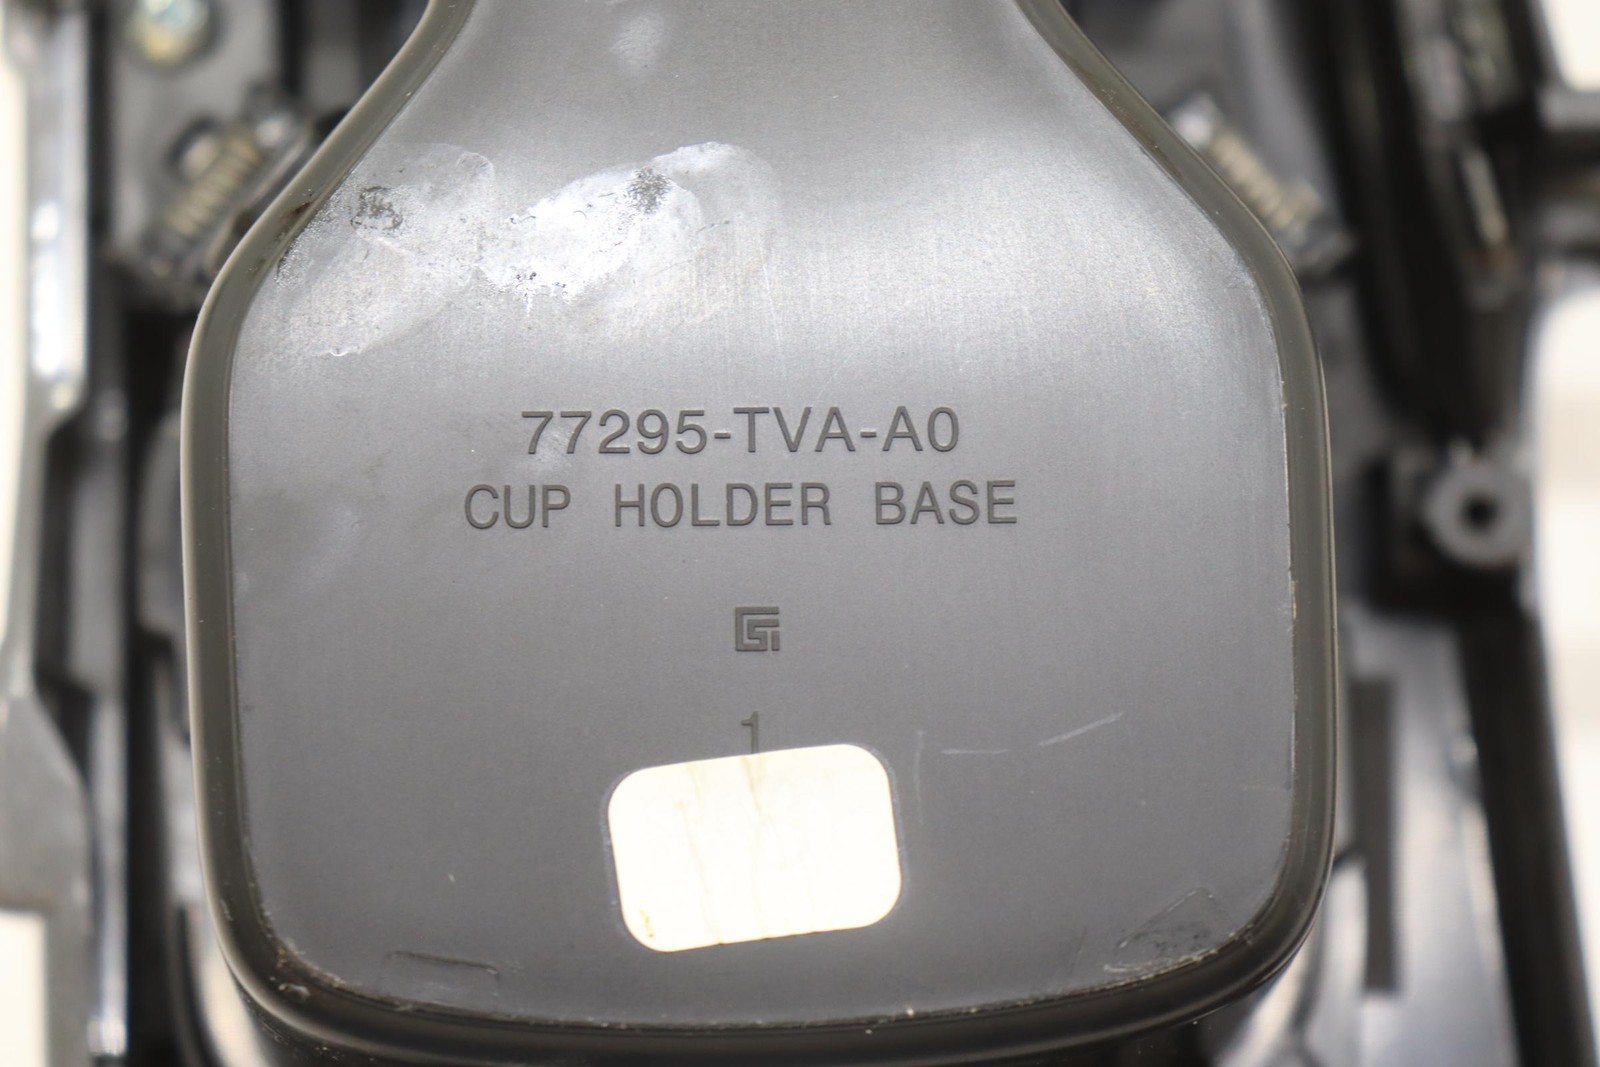 77295-TVA-A0
CUP HOLDER BASE
1